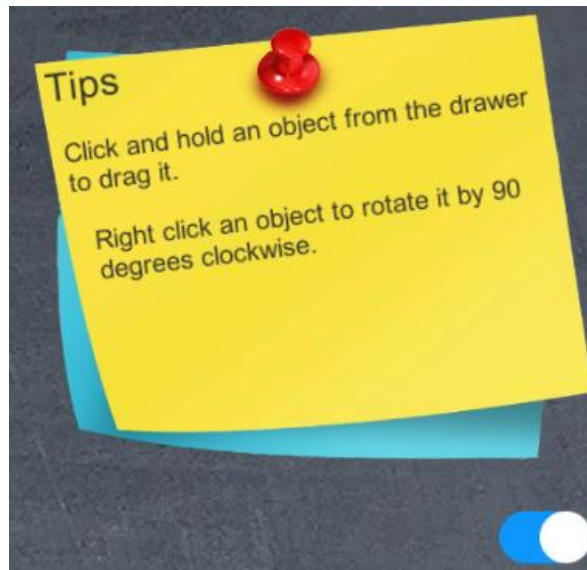 Tips
Click and hold an object from the drawer
to drag it.
Right click an object to rotate it by 90
degrees clockwise.